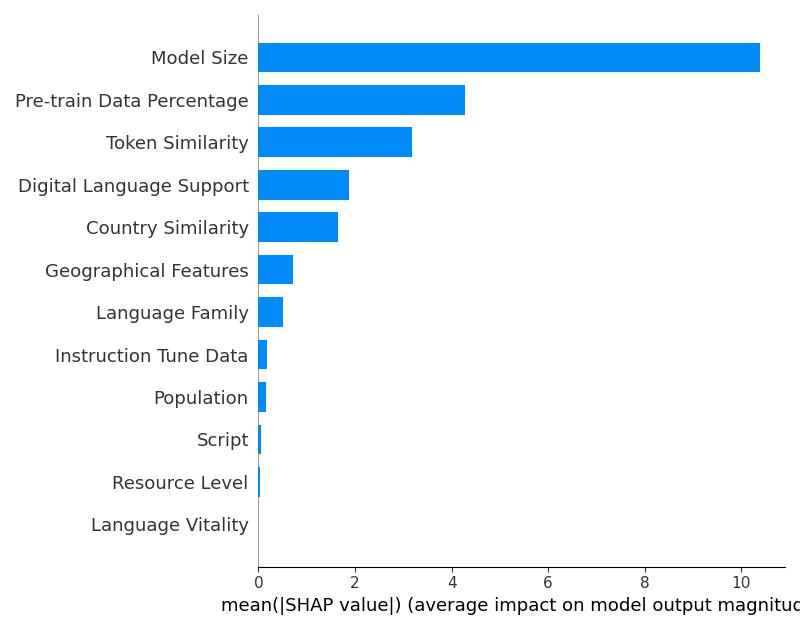 Model Size
Pre-train Data Percentage
Token Similarity
Digital Language Support
Country Similarity
Geographical Features
Language Family
Instruction Tune Data
Population
Script
Resource Level
Language Vitality
0 2 4 6 8 10
mean(|SHAP value|) (average impact on model output magnitud